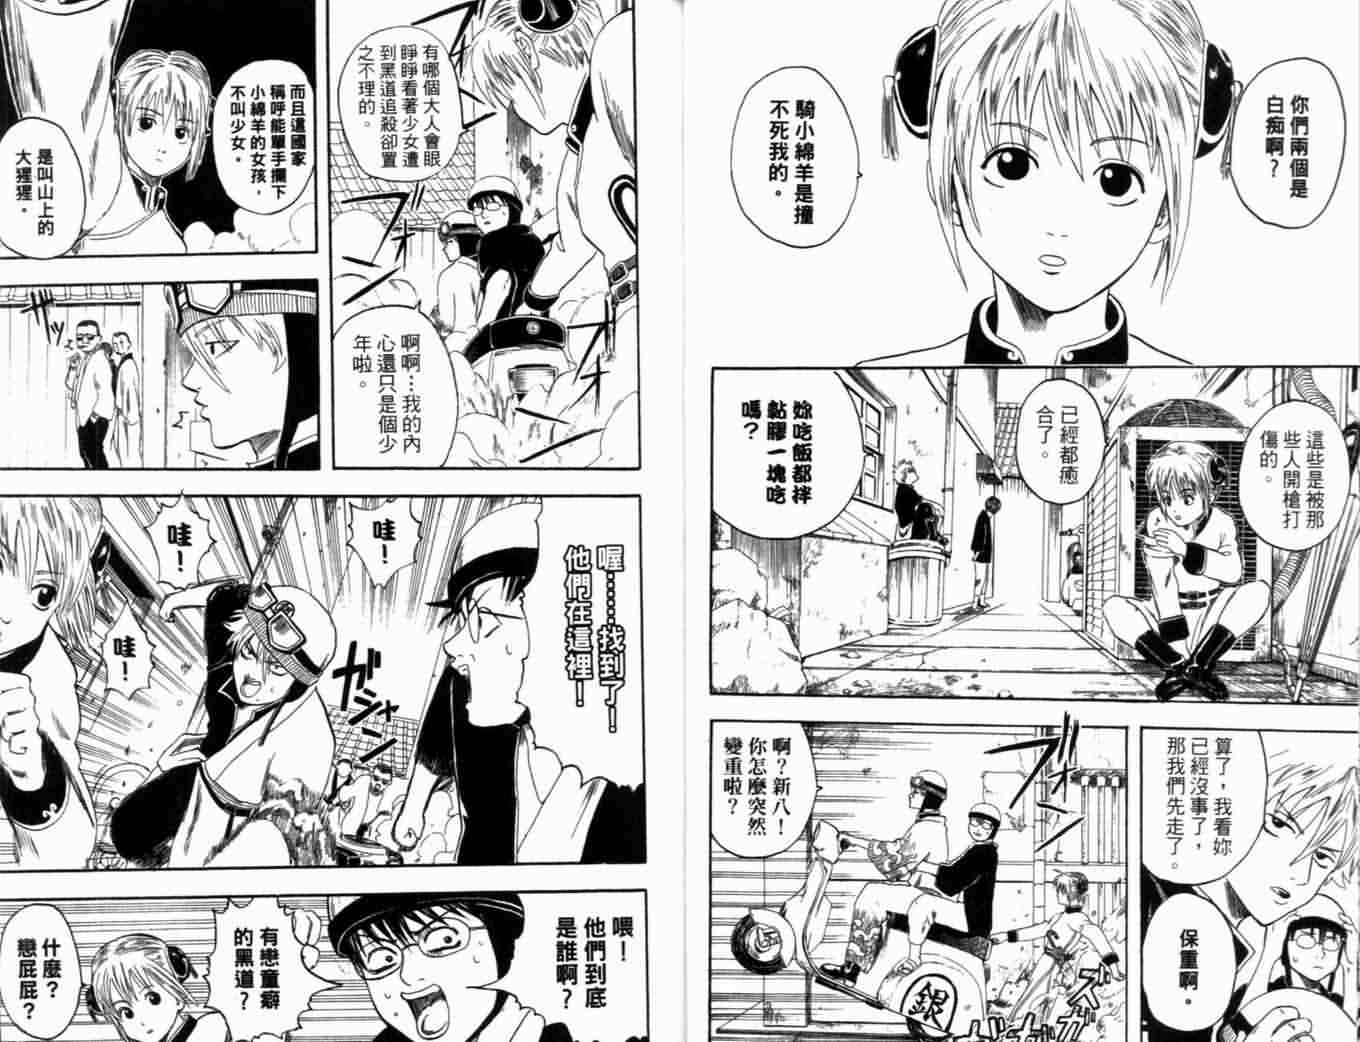 你們兩個是
白痴啊？
騎小綿羊是撞
不死我的。
這些是被那
些人開槍打
傷的。
已經都癒
合了。
妳吃飯都拌
黏膠一塊吃
嗎？
算了，我看妳
已經沒事了，
那我們先走了。
保重啊。
啊？新八！
你怎麼突然
變重啦？
銀
有哪個大人會眼
睜睜看著少女遭
到黑道追殺卻置
之不理的。
啊啊…我的內
心還只是個少
年啦。
而且這國家
稱呼能單手攔下
小綿羊的女孩，
不叫少女。
是叫山上的
大猩猩。
喔……找到了！
他們在這裡！
哇！
哇！
哇！
ガシャン
喂！
他們到底
是誰啊？
有戀童癖
的黑道？
什麼？
戀屁屁？